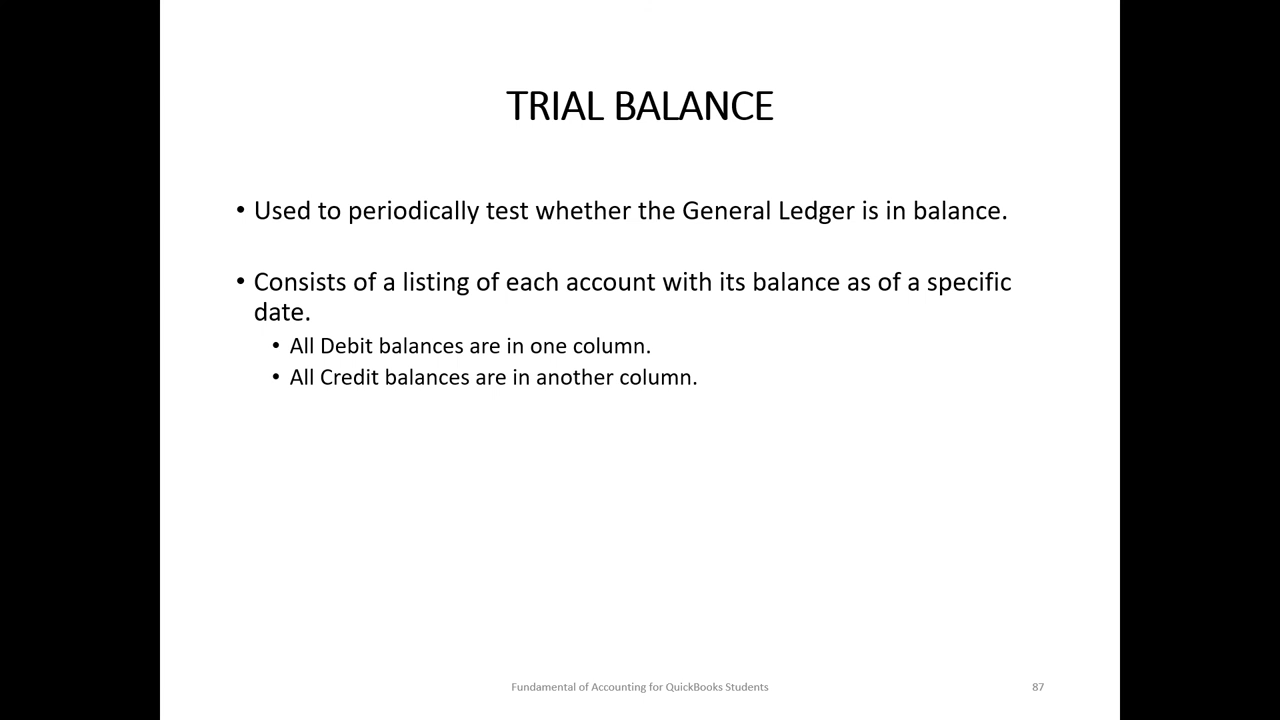 TRIAL BALANCE
• Used to periodically test whether the General Ledger is in balance.
• Consists of a listing of each account with its balance as of a specific
date.
• All Debit balances are in one column.
• All Credit balances are in another column.
Fundamental of Accounting for QuickBooks Students
87